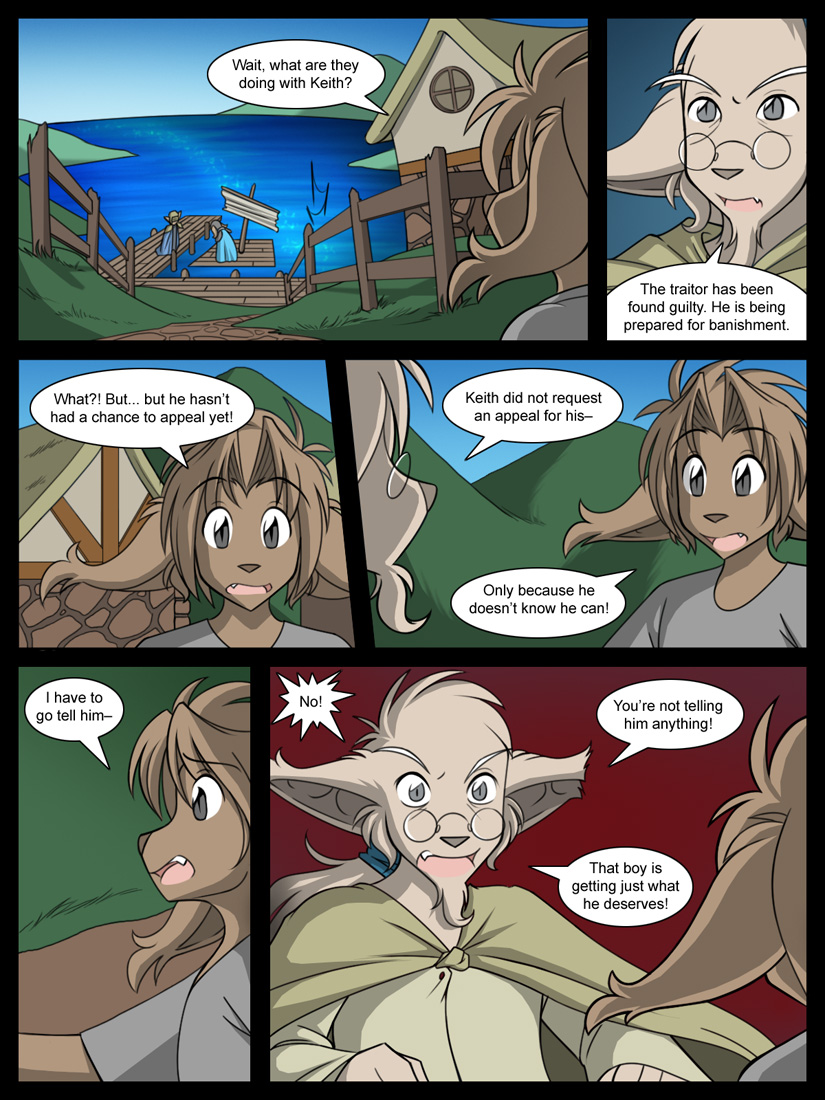 Wait, what are they
doing with Keith?
The traitor has been
found guilty. He is being
prepared for banishment.
What?! But... but he hasn't
had a chance to appeal yet!
Keith did not request
an appeal for his–
Only because he
doesn't know he can!
I have to
go tell him–
No!
You're not telling
him anything!
That boy is
getting just what
he deserves!